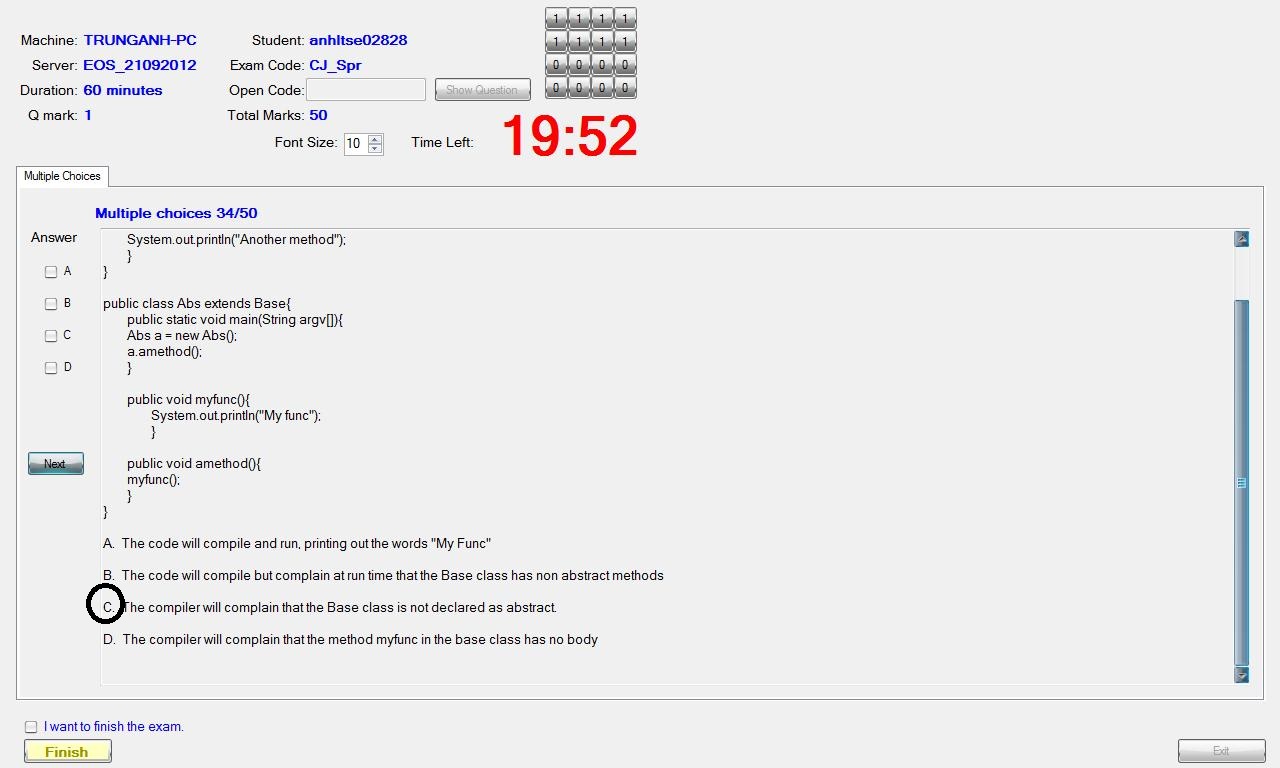 Machine: TRUNGANH-PC Student: anhltse02828
Server: EOS_21092012 Exam Code: CJ_Spr
Duration: 60 minutes Open Code: Show Question
Q mark: 1 Total Marks: 50
Font Size: 10 Time Left: 19:52
1 1 1 1
1 1 1 1
0 0 0 0
0 0 0 0
Multiple Choices
Multiple choices 34/50
Answer
A
B
C
D
Next
System.out.println("Another method");
}
}
public class Abs extends Base{
public static void main(String argv[]){
Abs a = new Abs();
a.amethod();
}
public void myfunc(){
System.out.println("My func");
}
public void amethod(){
myfunc();
}
}
A. The code will compile and run, printing out the words "My Func"
B. The code will compile but complain at run time that the Base class has non abstract methods
C. The compiler will complain that the Base class is not declared as abstract.
D. The compiler will complain that the method myfunc in the base class has no body
I want to finish the exam.
Finish
Exit